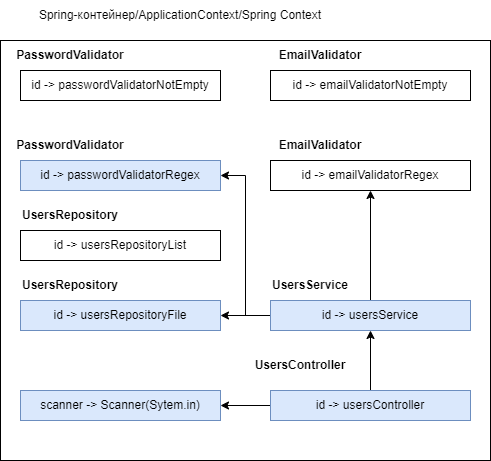 Spring-контейнер/ApplicationContext/Spring Context
PasswordValidator
EmailValidator
id -> passwordValidatorNotEmpty
id -> emailValidatorNotEmpty
PasswordValidator
EmailValidator
id -> passwordValidatorRegex
id -> emailValidatorRegex
UsersRepository
id -> usersRepositoryList
UsersRepository
UsersService
id -> usersRepositoryFile
id -> usersService
UsersController
scanner -> Scanner(Sytem.in)
id -> usersController